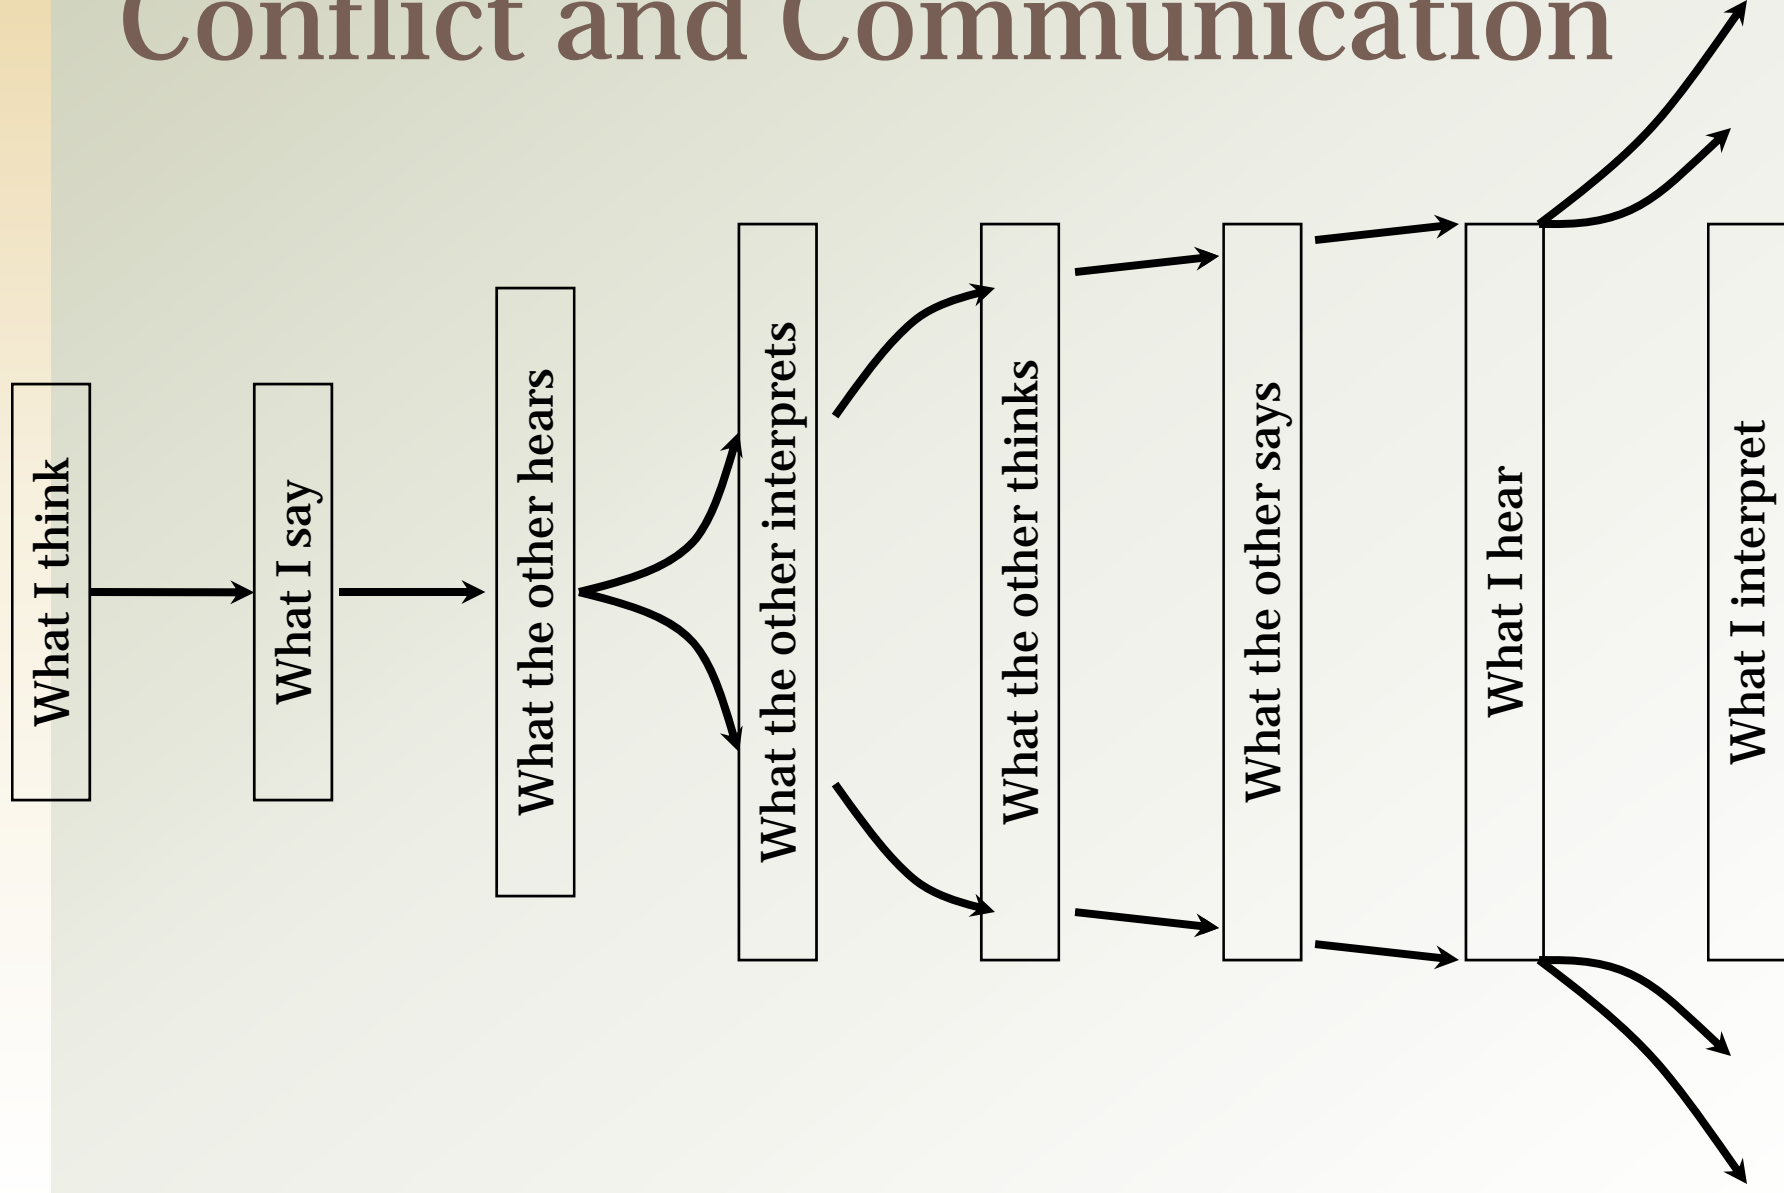 Conflict and Communication
What I think
What I say
What the other hears
What the other interprets
What the other thinks
What the other says
What I hear
What I interpret